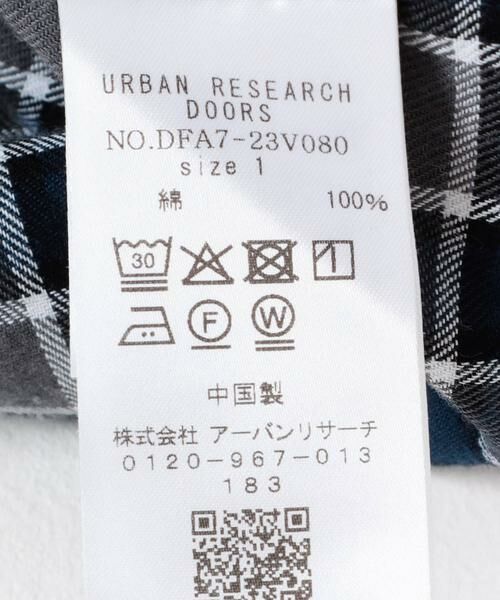 URBAN RESEARCH
DOORS
NO.DFA7-23V080
size 1
綿 100%
30
F W
中国製
株式会社 アーバンリサーチ
0120-967-013
183